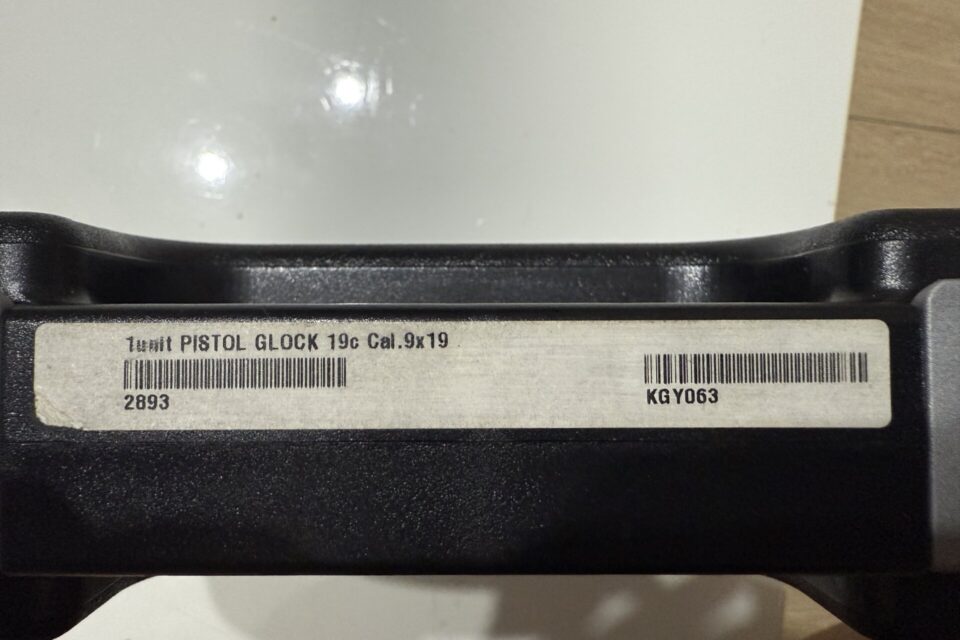 1unit PISTOL GLOCK 19c Cal.9x19
2893
KGY063